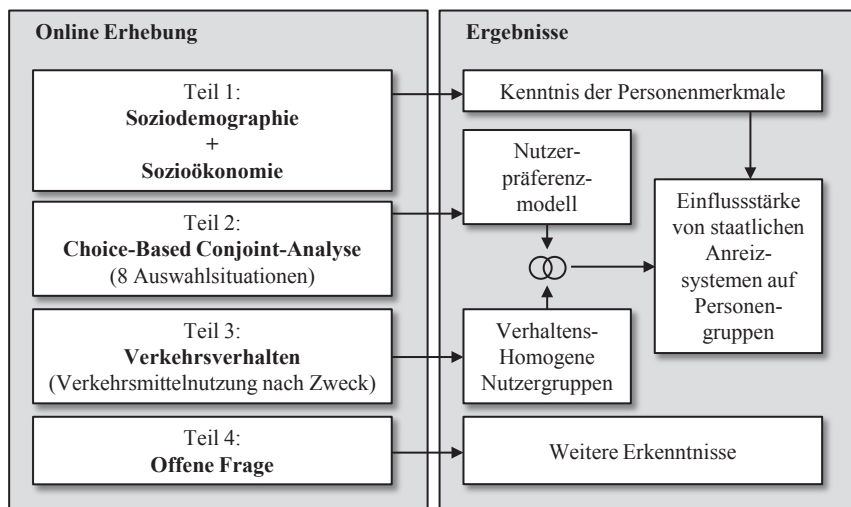 Online Erhebung
Teil 1:
Soziodemographie
+
Sozioökonomie
Teil 2:
Choice-Based Conjoint-Analyse
(8 Auswahlsituationen)
Teil 3:
Verkehrsverhalten
(Verkehrsmittelnutzung nach Zweck)
Teil 4:
Offene Frage
Ergebnisse
Kenntnis der Personenmerkmale
Nutzer-
präferenz-
modell
Einflussstärke
von staatlichen
Anreiz-
systemen auf
Personen-
gruppen
Verhaltens-
Homogene
Nutzergruppen
Weitere Erkenntnisse